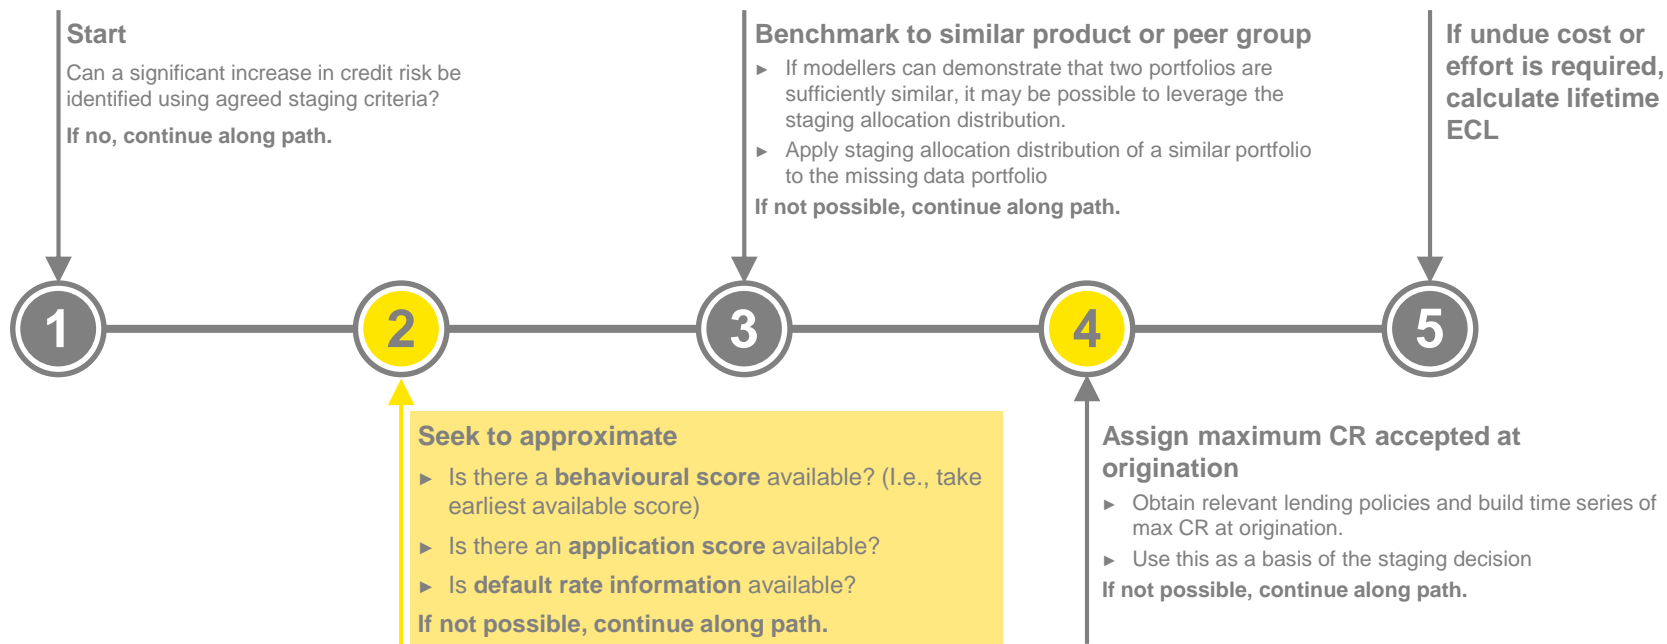 Start
Can a significant increase in credit risk be
identified using agreed staging criteria?
If no, continue along path.
Benchmark to similar product or peer group
► If modellers can demonstrate that two portfolios are
sufficiently similar, it may be possible to leverage the
staging allocation distribution.
► Apply staging allocation distribution of a similar portfolio
to the missing data portfolio
If not possible, continue along path.
If undue cost or
effort is required,
calculate lifetime
ECL
1
2
3
4
5
Seek to approximate
► Is there a behavioural score available? (I.e., take
earliest available score)
► Is there an application score available?
► Is default rate information available?
If not possible, continue along path.
Assign maximum CR accepted at
origination
► Obtain relevant lending policies and build time series of
max CR at origination.
► Use this as a basis of the staging decision
If not possible, continue along path.